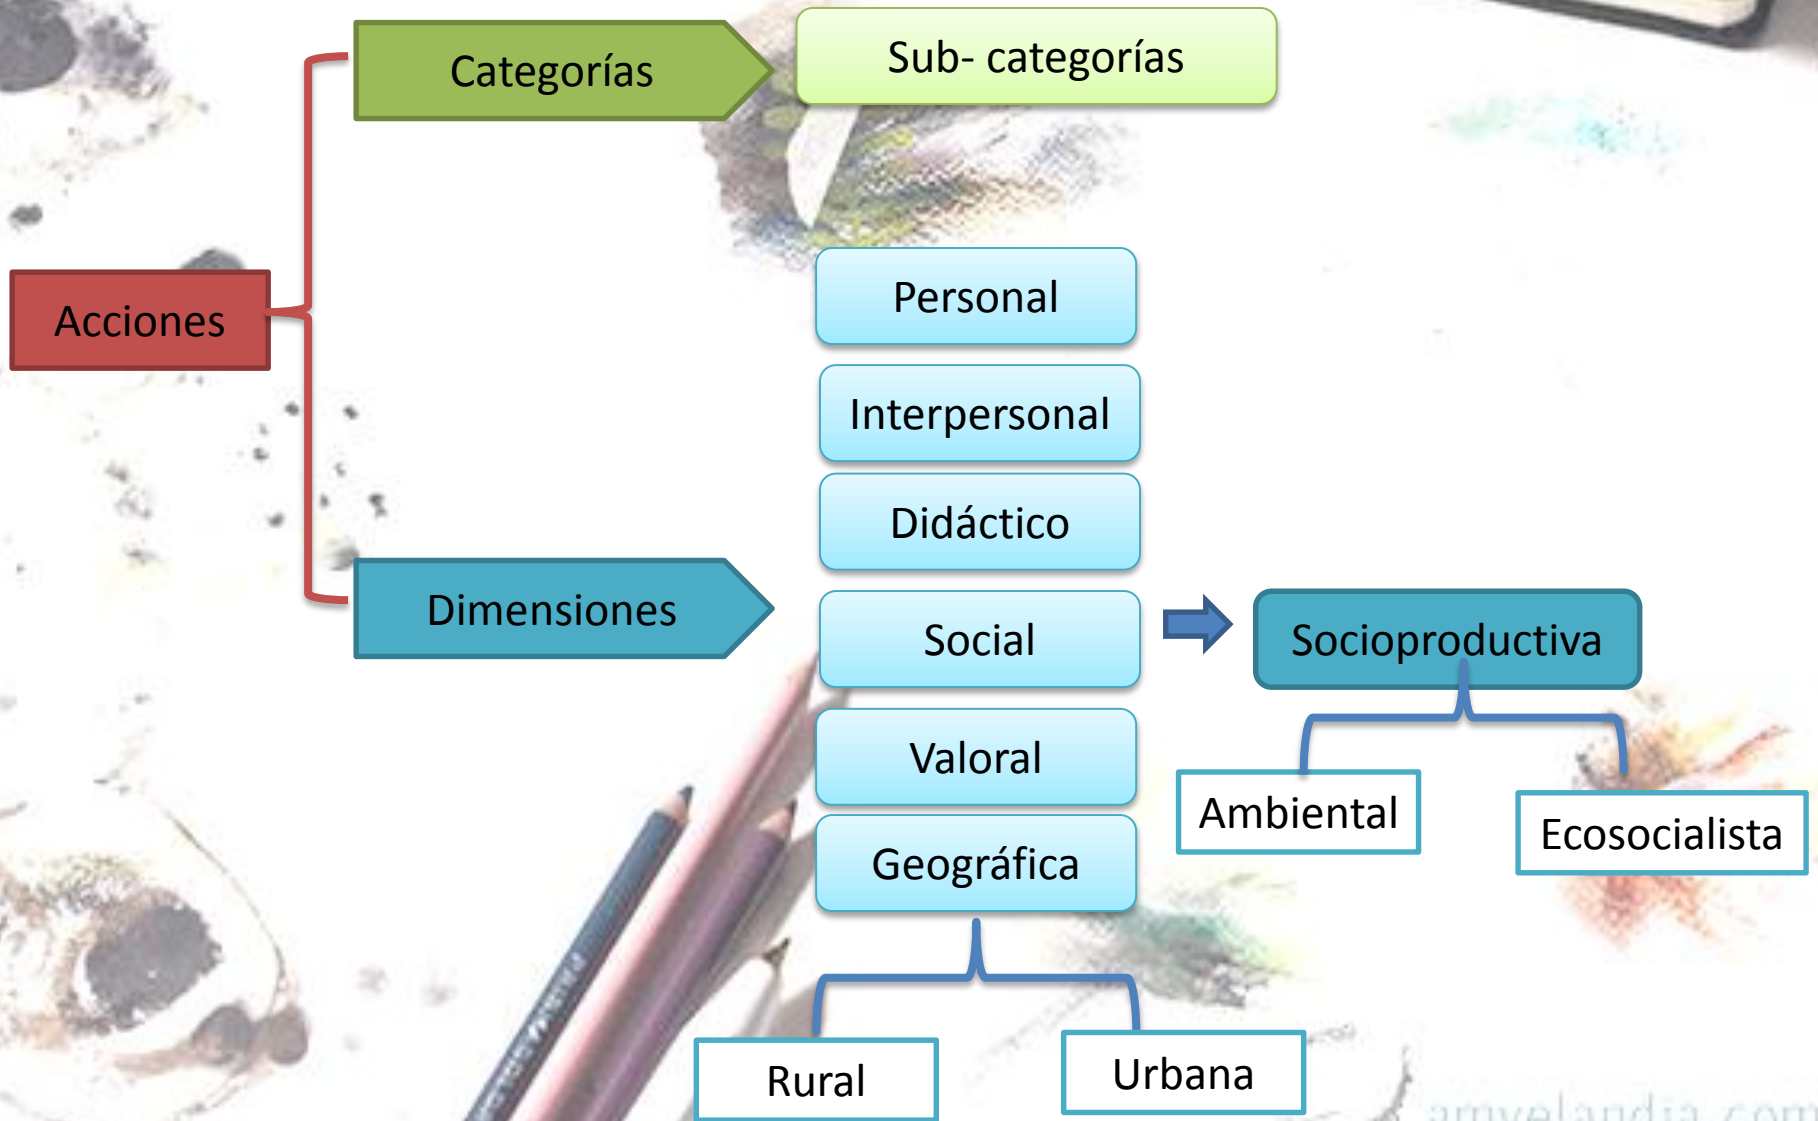 Categorías
Sub- categorías
Acciones
Personal
Interpersonal
Didáctico
Dimensiones
Social
Socioproductiva
Valoral
Ambiental
Ecosocialista
Geográfica
Rural
Urbana